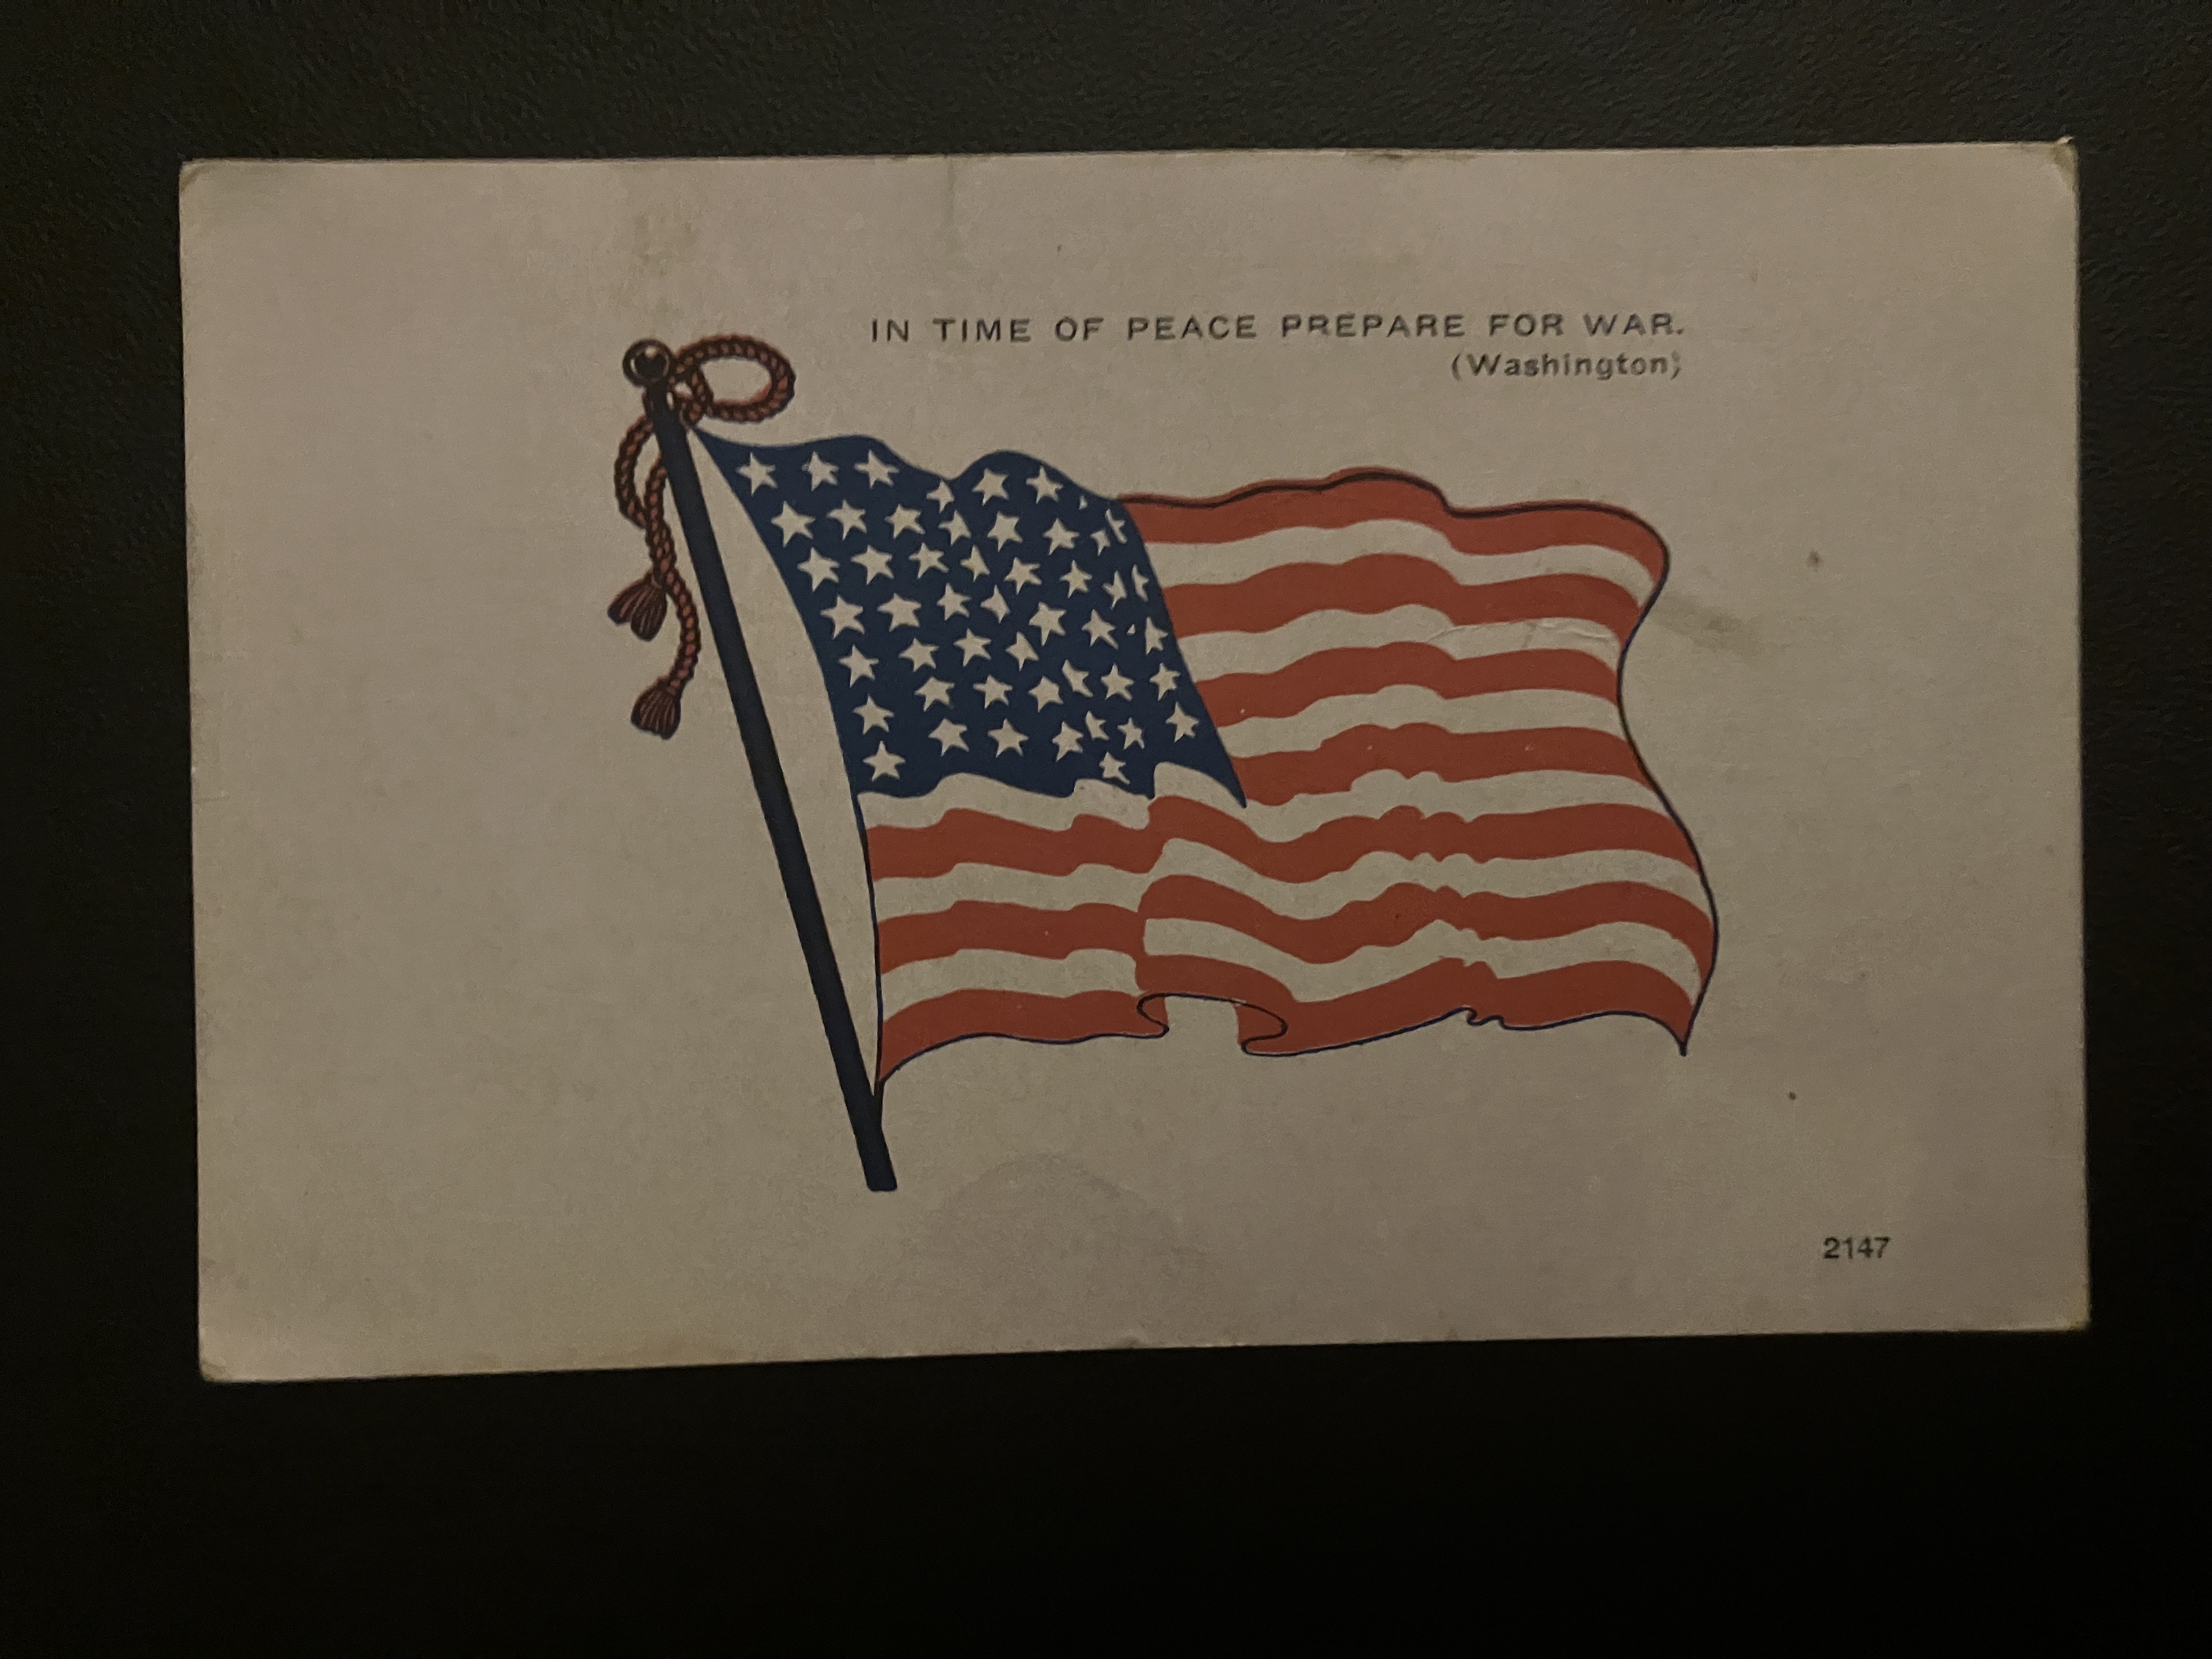 IN TIME OF PEACE PREPARE FOR WAR.
(Washington)
2147